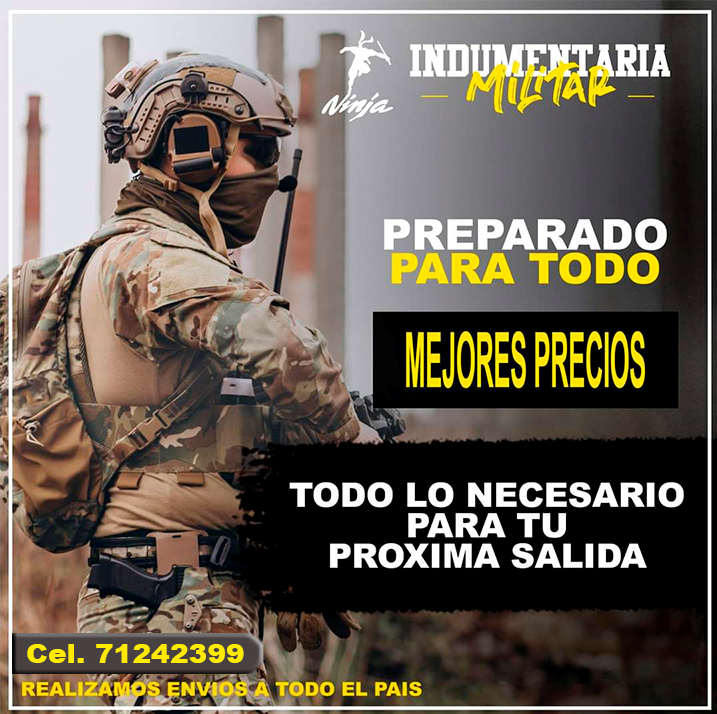 Ninja
INDUMENTARIA
MILITAR
PREPARADO
PARA TODO
MEJORES PRECIOS
TODO LO NECESARIO
PARA TU
PROXIMA SALIDA
Cel. 71242399
REALIZAMOS ENVIOS A TODO EL PAIS